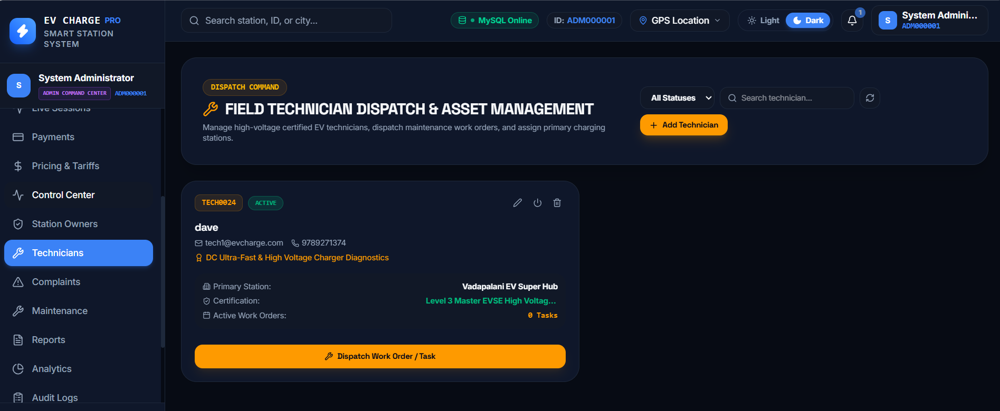 EV CHARGE PRO
SMART STATION
SYSTEM
System Administrator
ADMIN COMMAND CENTER ADM000001
Live Sessions
Payments
Pricing & Tariffs
Control Center
Station Owners
Technicians
Complaints
Maintenance
Reports
Analytics
Audit Logs
Search station, ID, or city...
MySQL Online
ID: ADM000001
GPS Location
Light
Dark
1
S
System Admini...
ADM000001
S
DISPATCH COMMAND
FIELD TECHNICIAN DISPATCH & ASSET MANAGEMENT
Manage high-voltage certified EV technicians, dispatch maintenance work orders, and assign primary charging
stations.
All Statuses
Search technician...
+ Add Technician
TECH0024 ACTIVE
dave
tech1@evcharge.com 9789271374
DC Ultra-Fast & High Voltage Charger Diagnostics
Primary Station: Vadapalani EV Super Hub
Certification: Level 3 Master EVSE High Voltag...
Active Work Orders: 0 Tasks
Dispatch Work Order / Task